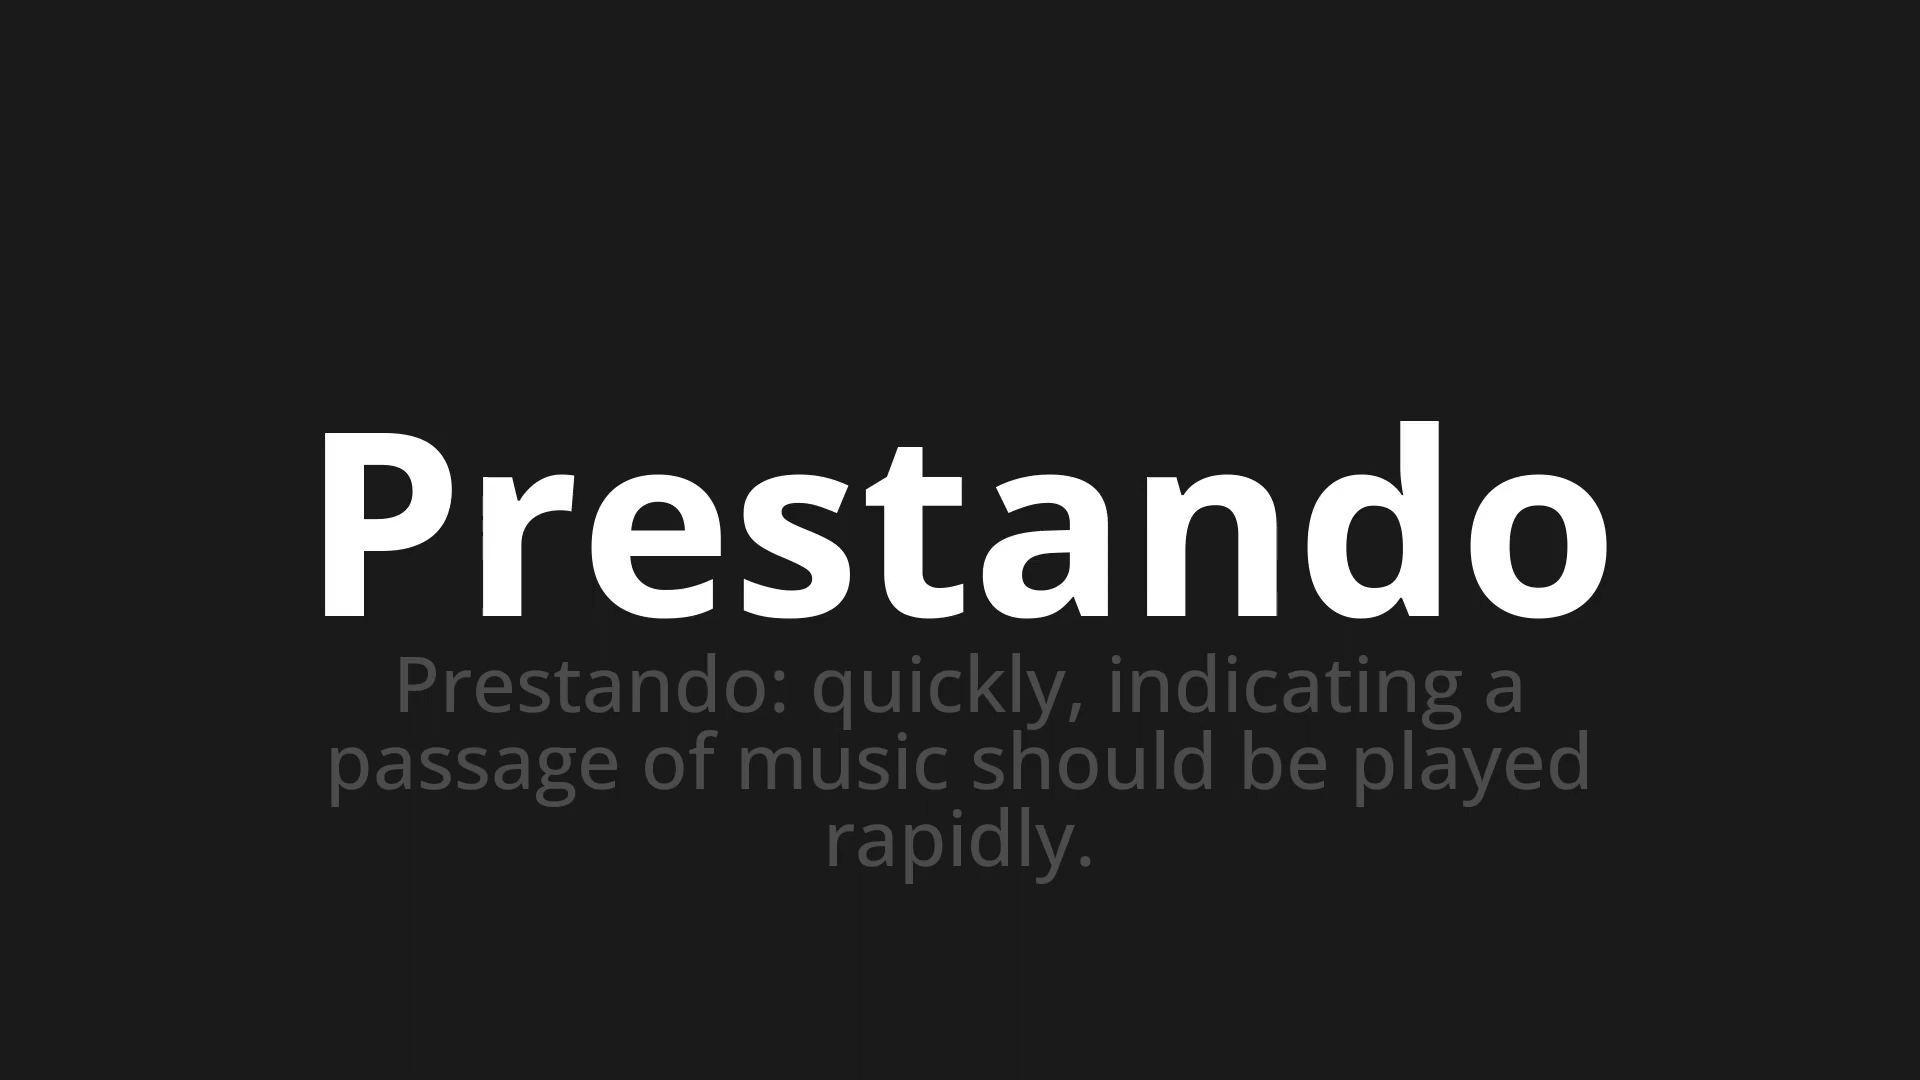 Prestando
Prestando: quickly, indicating a
passage of music should be played
rapidly.